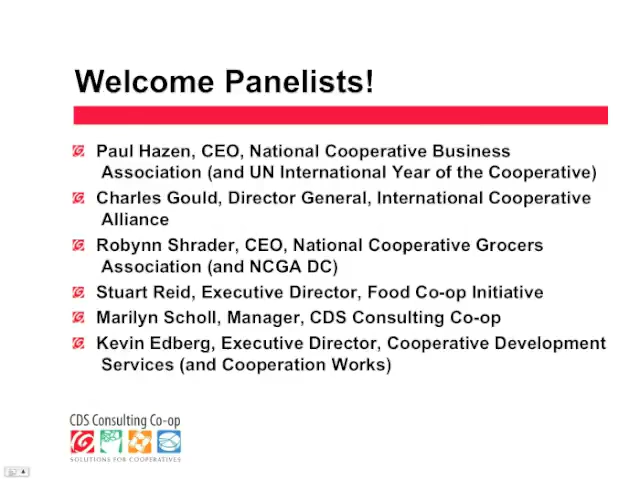 Welcome Panelists!
Paul Hazen, CEO, National Cooperative Business
Association (and UN International Year of the Cooperative)
Charles Gould, Director General, International Cooperative
Alliance
Robynn Shrader, CEO, National Cooperative Grocers
Association (and NCGA DC)
Stuart Reid, Executive Director, Food Co-op Initiative
Marilyn Scholl, Manager, CDS Consulting Co-op
Kevin Edberg, Executive Director, Cooperative Development
Services (and Cooperation Works)
CDS Consulting Co-op
SOLUTIONS FOR COOPERATIVES